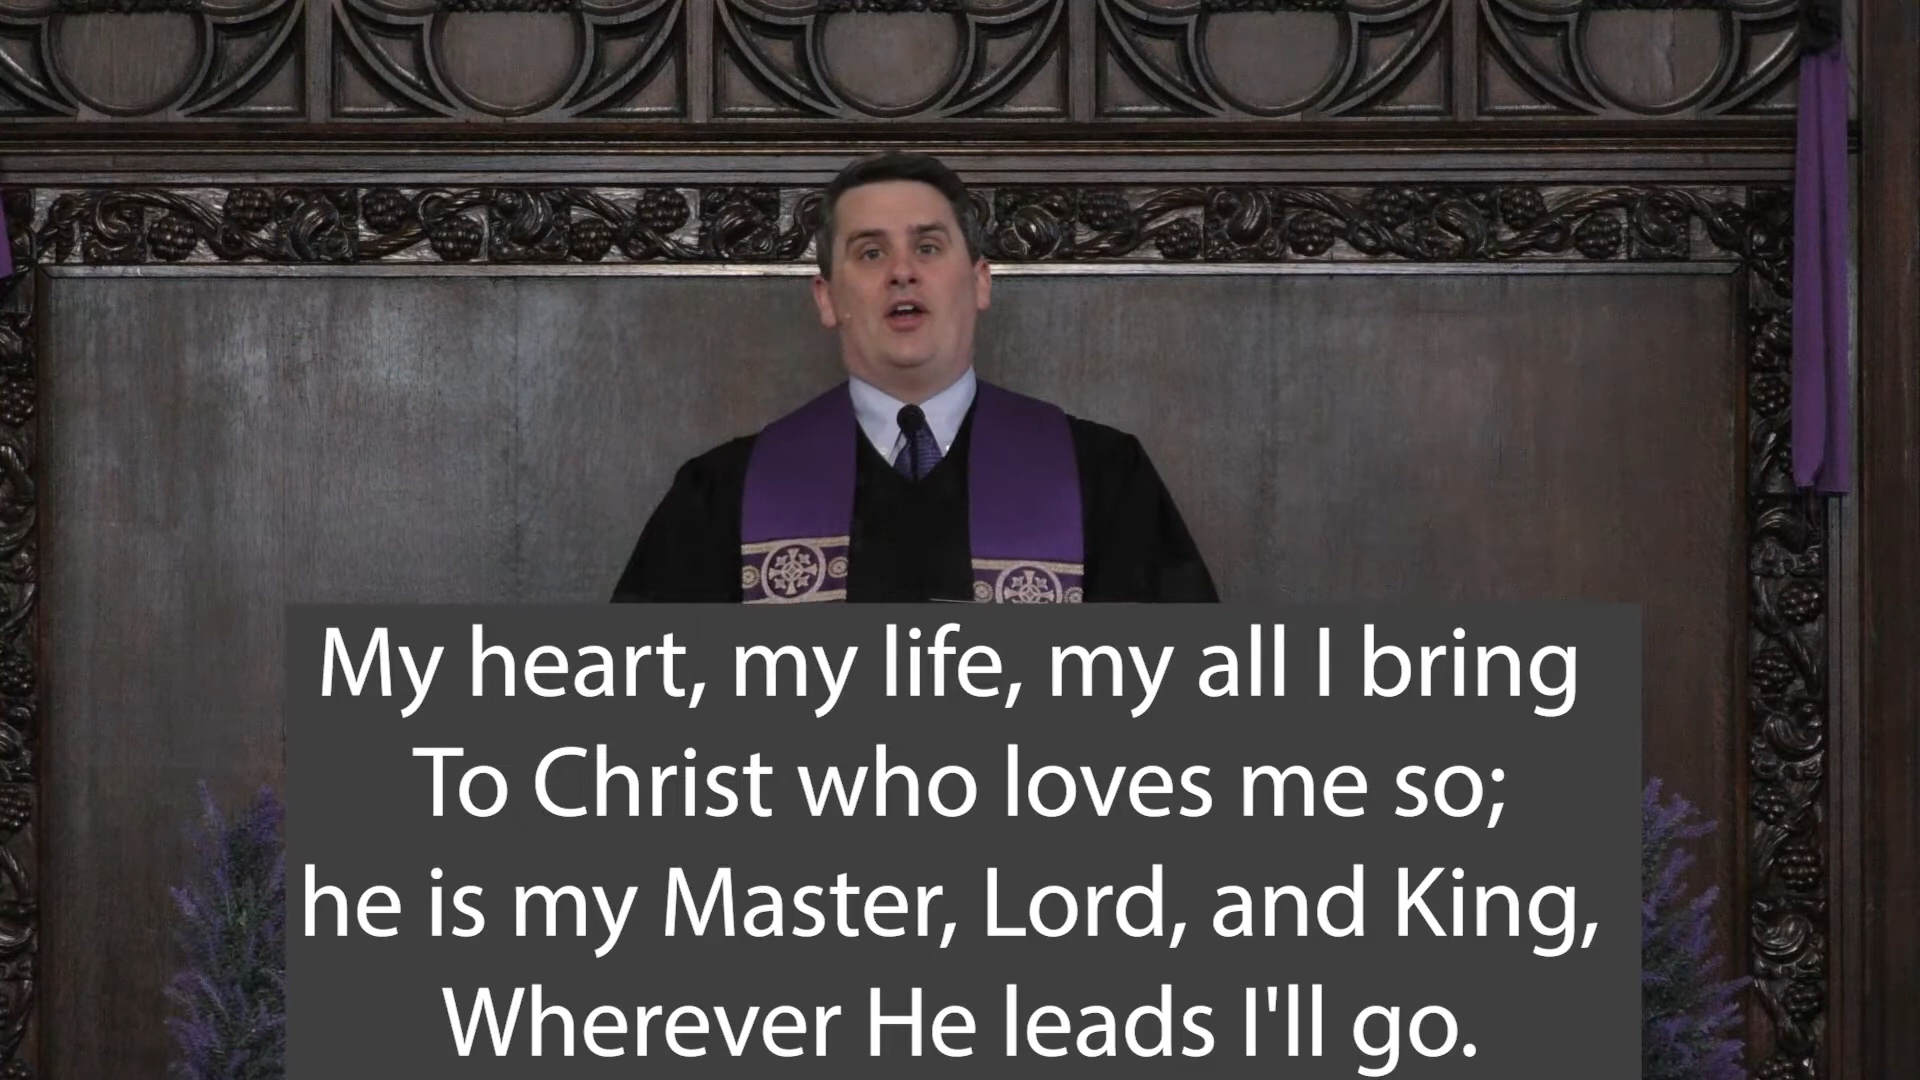 My heart, my life, my all I bring
To Christ who loves me so;
he is my Master, Lord, and King,
Wherever He leads I'll go.